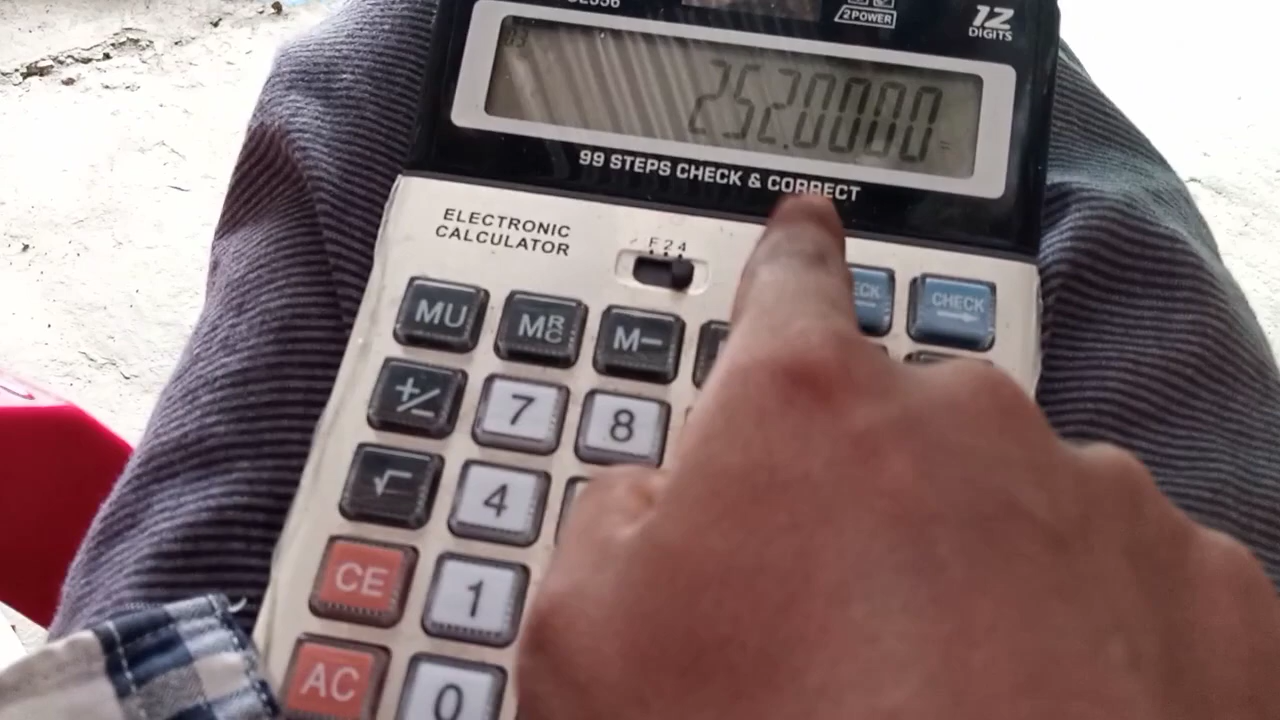 2POWER
12
DIGITS
03
252.0000
=
99 STEPS CHECK & CORRECT
ELECTRONIC
CALCULATOR
F 2 4
MU
MRC
M−
CHECK
+/−
7
8
√
4
CE
1
AC
0